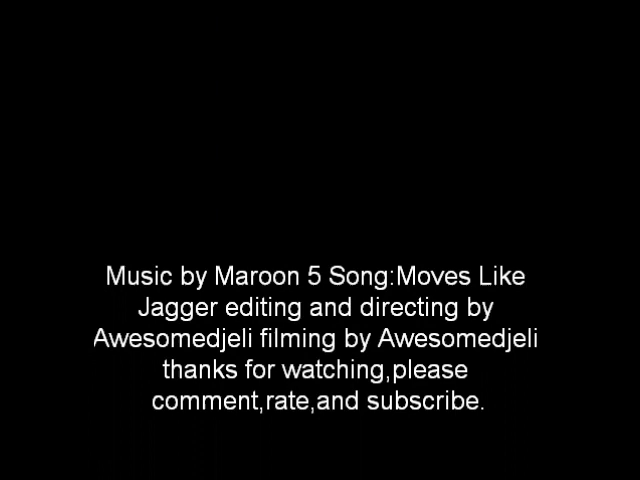 Music by Maroon 5 Song:Moves Like
Jagger editing and directing by
Awesomedjeli filming by Awesomedjeli
thanks for watching,please
comment,rate,and subscribe.